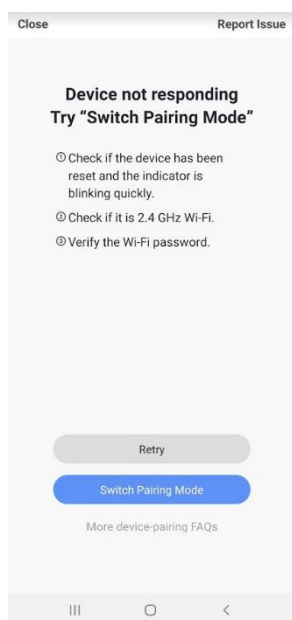 Close Report Issue
Device not responding
Try “Switch Pairing Mode”
① Check if the device has been
reset and the indicator is
blinking quickly.
② Check if it is 2.4 GHz Wi-Fi.
③ Verify the Wi-Fi password.
Retry
Switch Pairing Mode
More device-pairing FAQs